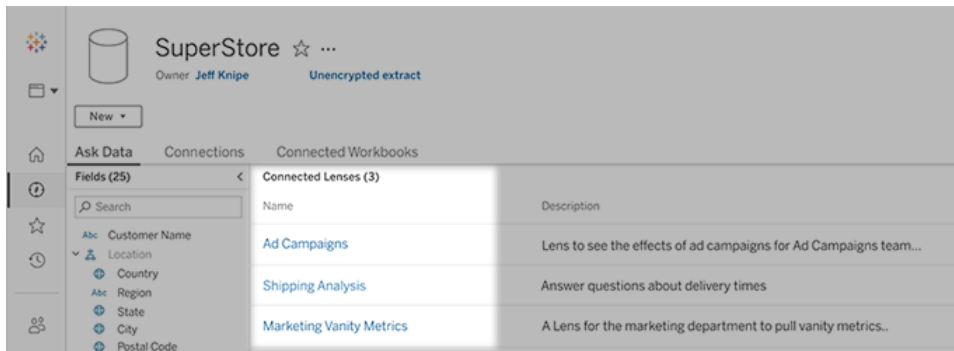 SuperStore ...
Owner Jeff Knipe Unencrypted extract
New
Ask Data Connections Connected Workbooks
Fields (25)
Search
Abc Customer Name
Location
Country
Abc Region
State
City
Postal Code
Connected Lenses (3)
Name Description
Ad Campaigns Lens to see the effects of ad campaigns for Ad Campaigns team...
Shipping Analysis Answer questions about delivery times
Marketing Vanity Metrics A Lens for the marketing department to pull vanity metrics..